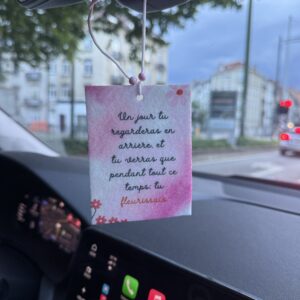 Un jour tu
regarderas en
arrière, et
tu verras que
pendant tout ce
temps, tu
fleurissais